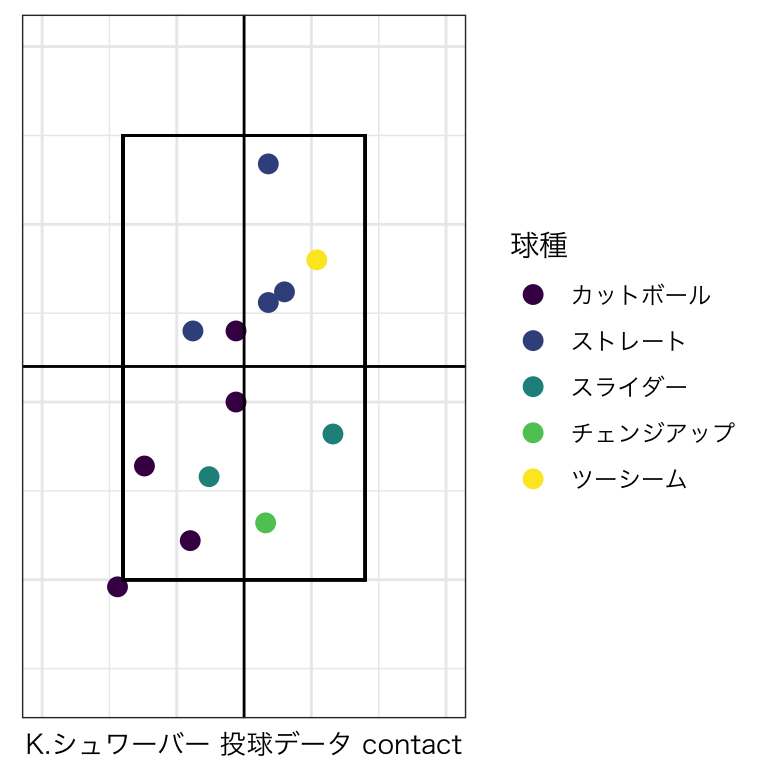 球種
カットボール
ストレート
スライダー
チェンジアップ
ツーシーム
K.シュワーバー 投球データ contact